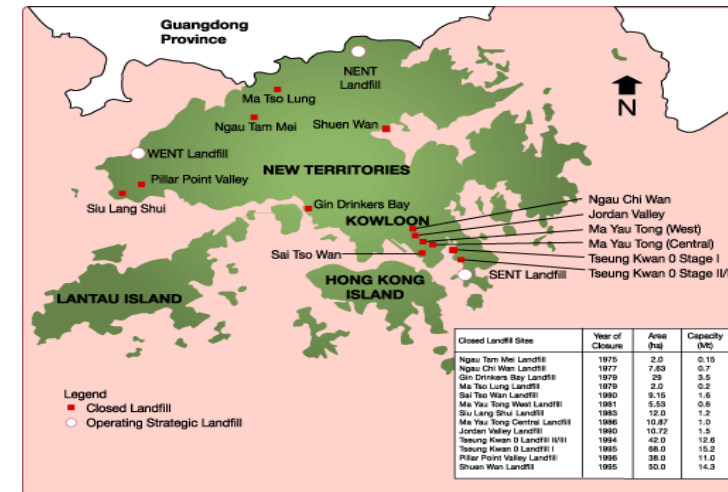 Guangdong
Province
NENT
Landfill
Ma Tso Lung
Ngau Tam Mei
Shuen Wan
N
WENT Landfill
NEW TERRITORIES
Pillar Point Valley
Siu Lang Shui
Gin Drinkers Bay
KOWLOON
Ngau Chi Wan
Jordan Valley
Ma Yau Tong (West)
Ma Yau Tong (Central)
Tseung Kwan 0 Stage I
Tseung Kwan 0 Stage II/
Sai Tso Wan
SENT Landfill
HONG KONG
ISLAND
LANTAU ISLAND
Closed Landfill Sites Year of Closure Area (ha) Capacity (Mt)
Ngau Tam Mei Landfill 1975 2.0 0.15
Ngau Chi Wan Landfill 1977 7.63 0.7
Gin Drinkers Bay Landfill 1979 29 3.5
Ma Tso Lung Landfill 1979 2.0 0.2
Sai Tso Wan Landfill 1980 9.15 1.6
Ma Yau Tong West Landfill 1981 5.53 0.6
Siu Lang Shui Landfill 1983 12.0 1.2
Ma Yau Tong Central Landfill 1986 10.87 1.0
Jordan Valley Landfill 1990 10.72 1.5
Tseung Kwan 0 Landfill II/III 1994 42.0 12.6
Tseung Kwan 0 Landfill I 1995 68.0 15.2
Pillar Point Valley Landfill 1996 38.0 11.0
Shuen Wan Landfill 1995 50.0 14.3
Legend
Closed Landfill
Operating Strategic Landfill